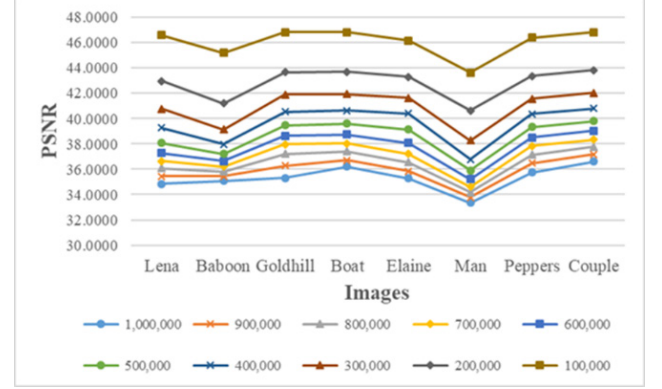 48.0000
46.0000
44.0000
42.0000
40.0000
38.0000
36.0000
34.0000
32.0000
30.0000
PSNR
Lena Baboon Goldhill Boat Elaine Man Peppers Couple
Images
1,000,000 900,000 800,000 700,000 600,000
500,000 400,000 300,000 200,000 100,000